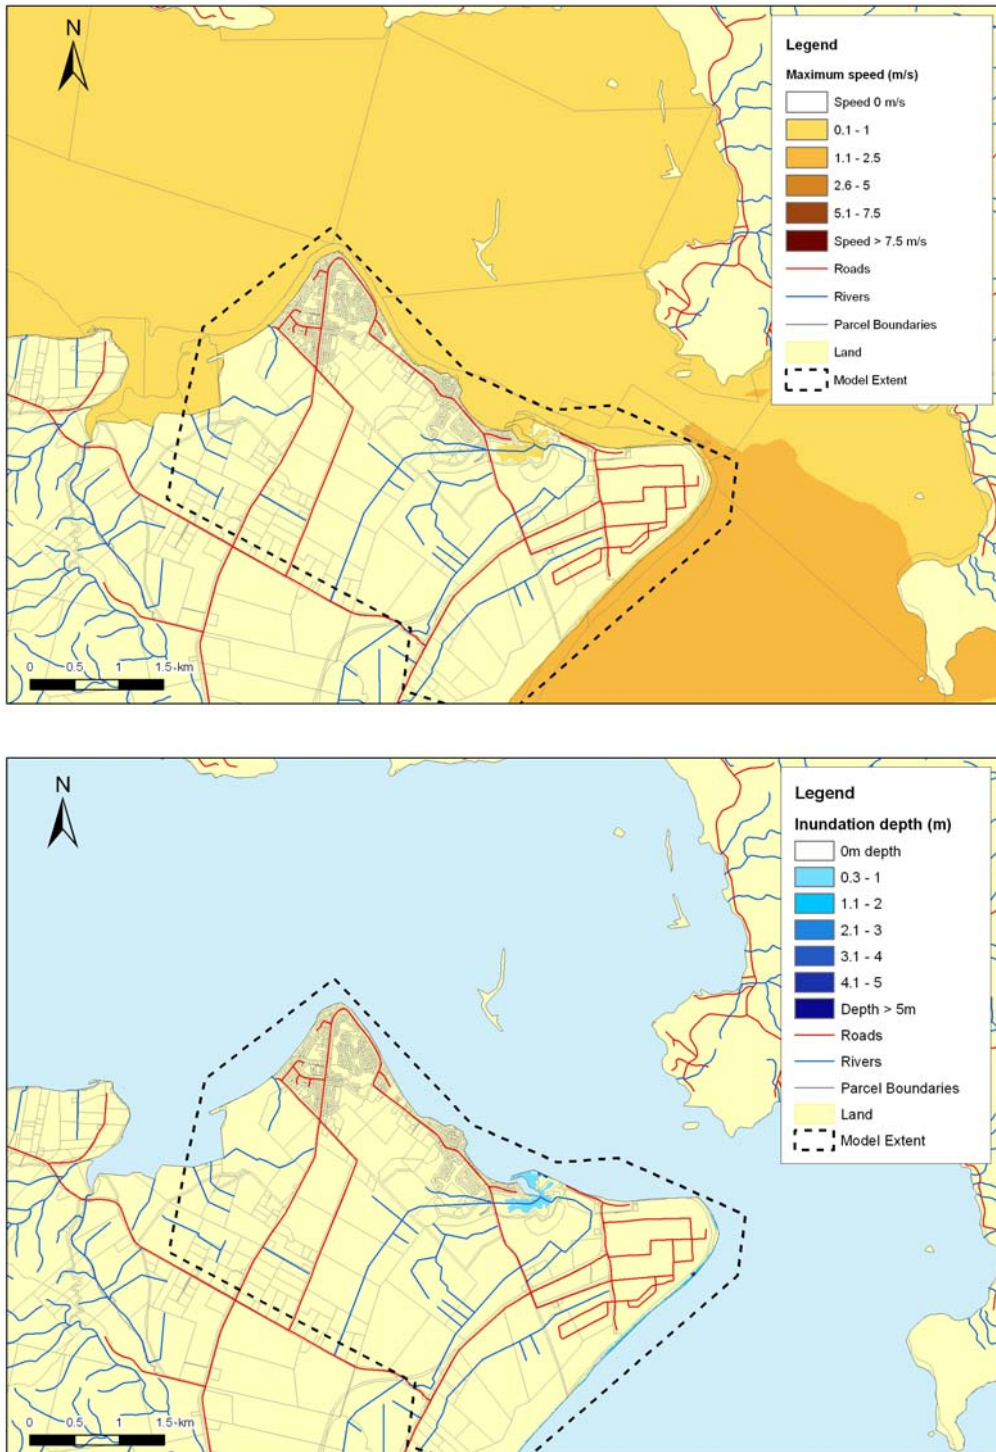 N
Legend
Maximum speed (m/s)
Speed 0 m/s
0.1 - 1
1.1 - 2.5
2.6 - 5
5.1 - 7.5
Speed > 7.5 m/s
Roads
Rivers
Parcel Boundaries
Land
Model Extent
0 0.5 1 1.5 km
N
Legend
Inundation depth (m)
0m depth
0.3 - 1
1.1 - 2
2.1 - 3
3.1 - 4
4.1 - 5
Depth > 5m
Roads
Rivers
Parcel Boundaries
Land
Model Extent
0 0.5 1 1.5 km